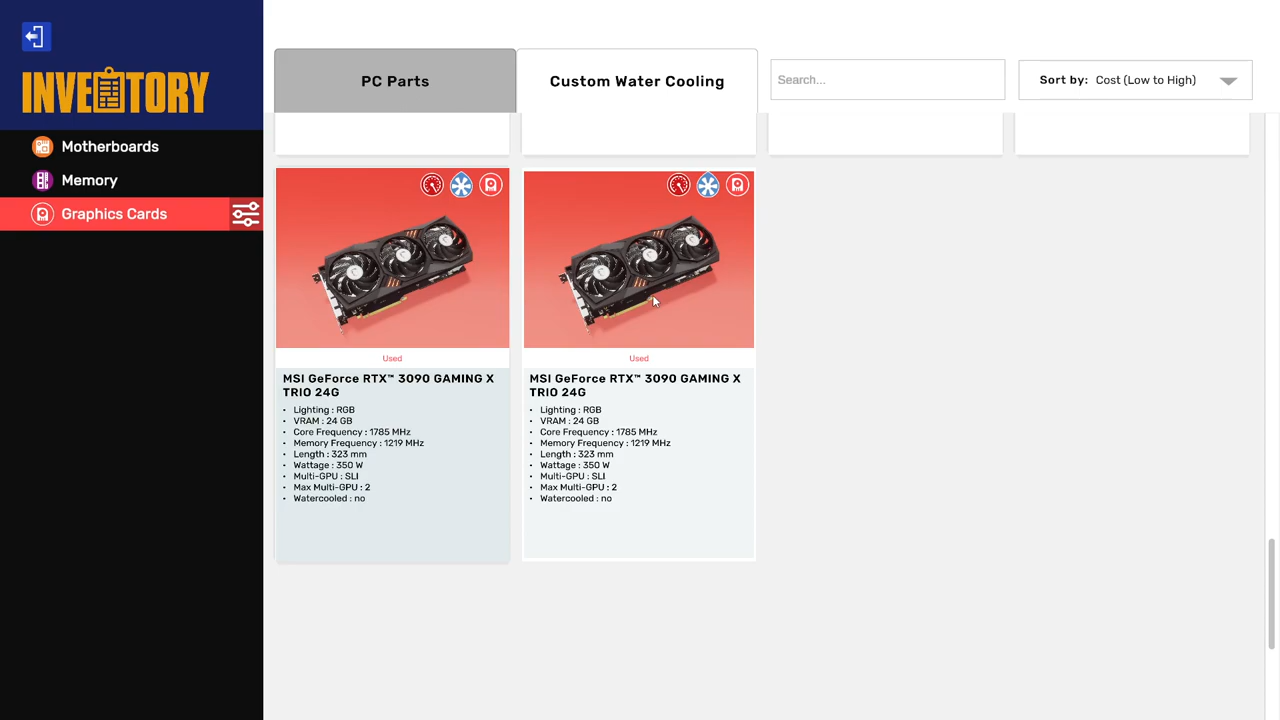 INVENTORY
Motherboards
Memory
Graphics Cards
PC Parts
Custom Water Cooling
Search...
Sort by: Cost (Low to High)
Used
MSI GeForce RTX™ 3090 GAMING X
TRIO 24G
• Lighting : RGB
• VRAM : 24 GB
• Core Frequency : 1785 MHz
• Memory Frequency : 1219 MHz
• Length : 323 mm
• Wattage : 350 W
• Multi-GPU : SLI
• Max Multi-GPU : 2
• Watercooled : no
Used
MSI GeForce RTX™ 3090 GAMING X
TRIO 24G
• Lighting : RGB
• VRAM : 24 GB
• Core Frequency : 1785 MHz
• Memory Frequency : 1219 MHz
• Length : 323 mm
• Wattage : 350 W
• Multi-GPU : SLI
• Max Multi-GPU : 2
• Watercooled : no